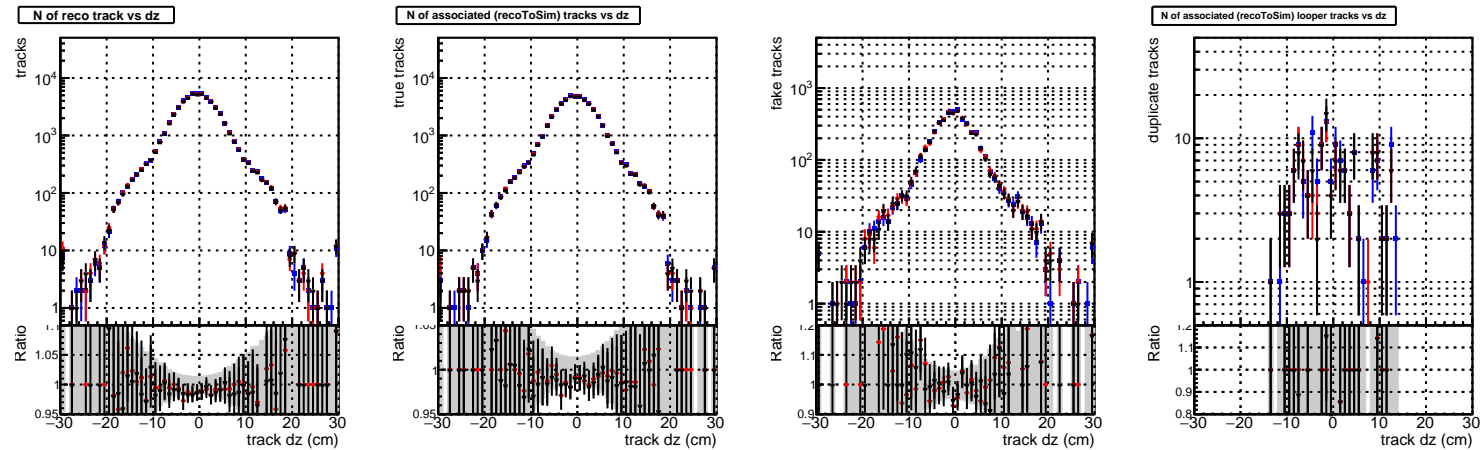 N of reco track vs dz
tracks
10⁴
10³
10²
10
1
Ratio
1.1
1.05
1
0.95
−30 −20 −10 0 10 20 30
track dz (cm)
N of associated (recoToSim) tracks vs dz
true tracks
10⁴
10³
10²
10
1
Ratio
1.05
1
0.95
−30 −20 −10 0 10 20 30
track dz (cm)
fake tracks
10³
10²
10
1
Ratio
1.2
1.1
1
0.9
−30 −20 −10 0 10 20 30
track dz (cm)
N of associated (recoToSim) looper tracks vs dz
duplicate tracks
10
1
Ratio
1.2
1.1
1
0.9
0.8
−30 −20 −10 0 10 20 30
track dz (cm)